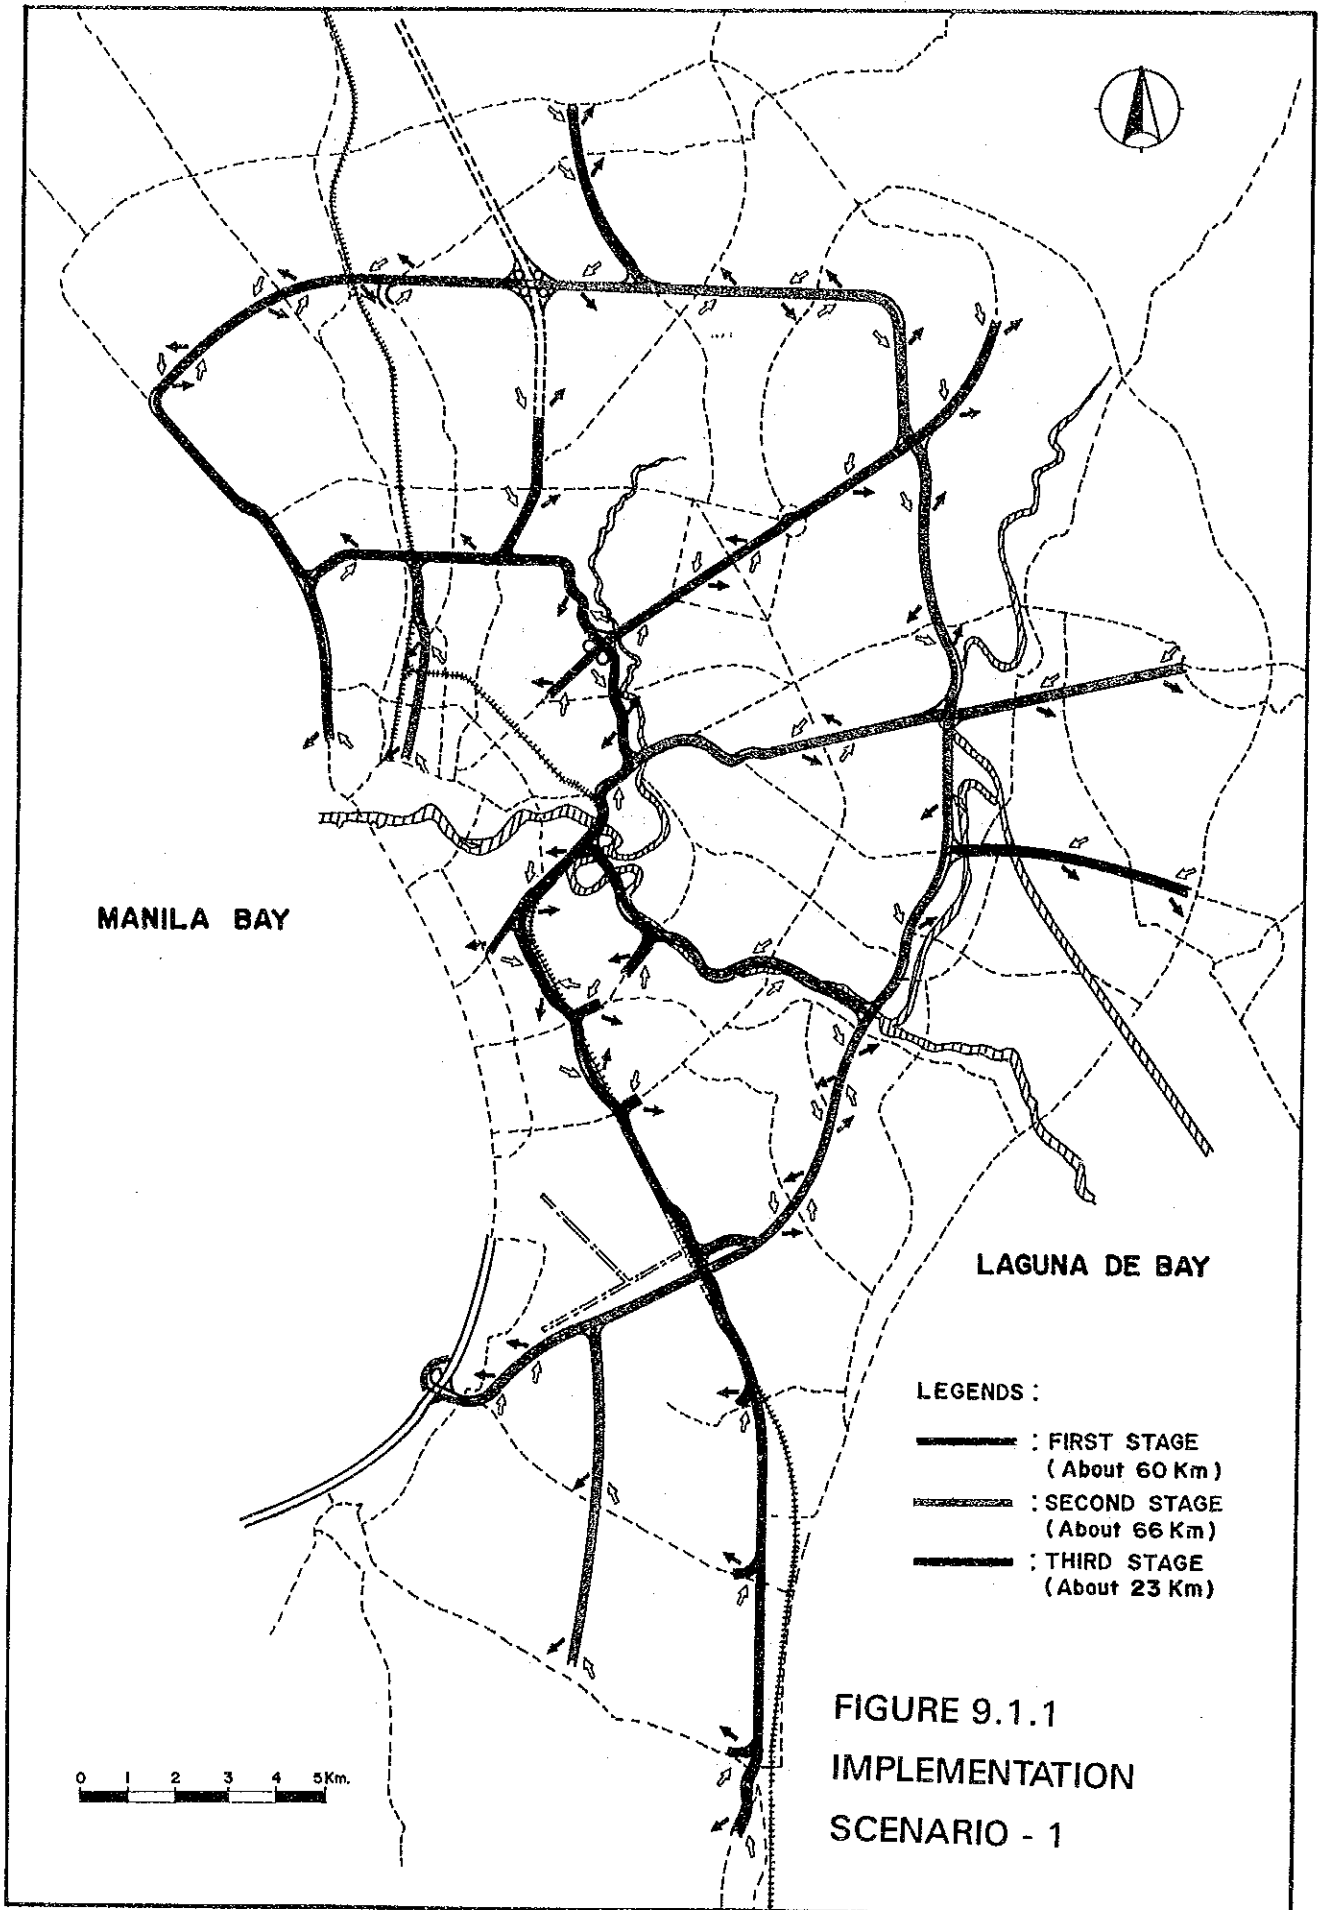 MANILA BAY
LAGUNA DE BAY
LEGENDS :
: FIRST STAGE
(About 60 Km)
: SECOND STAGE
(About 66 Km)
: THIRD STAGE
(About 23 Km)
FIGURE 9.1.1
IMPLEMENTATION
SCENARIO - 1
0 1 2 3 4 5Km.